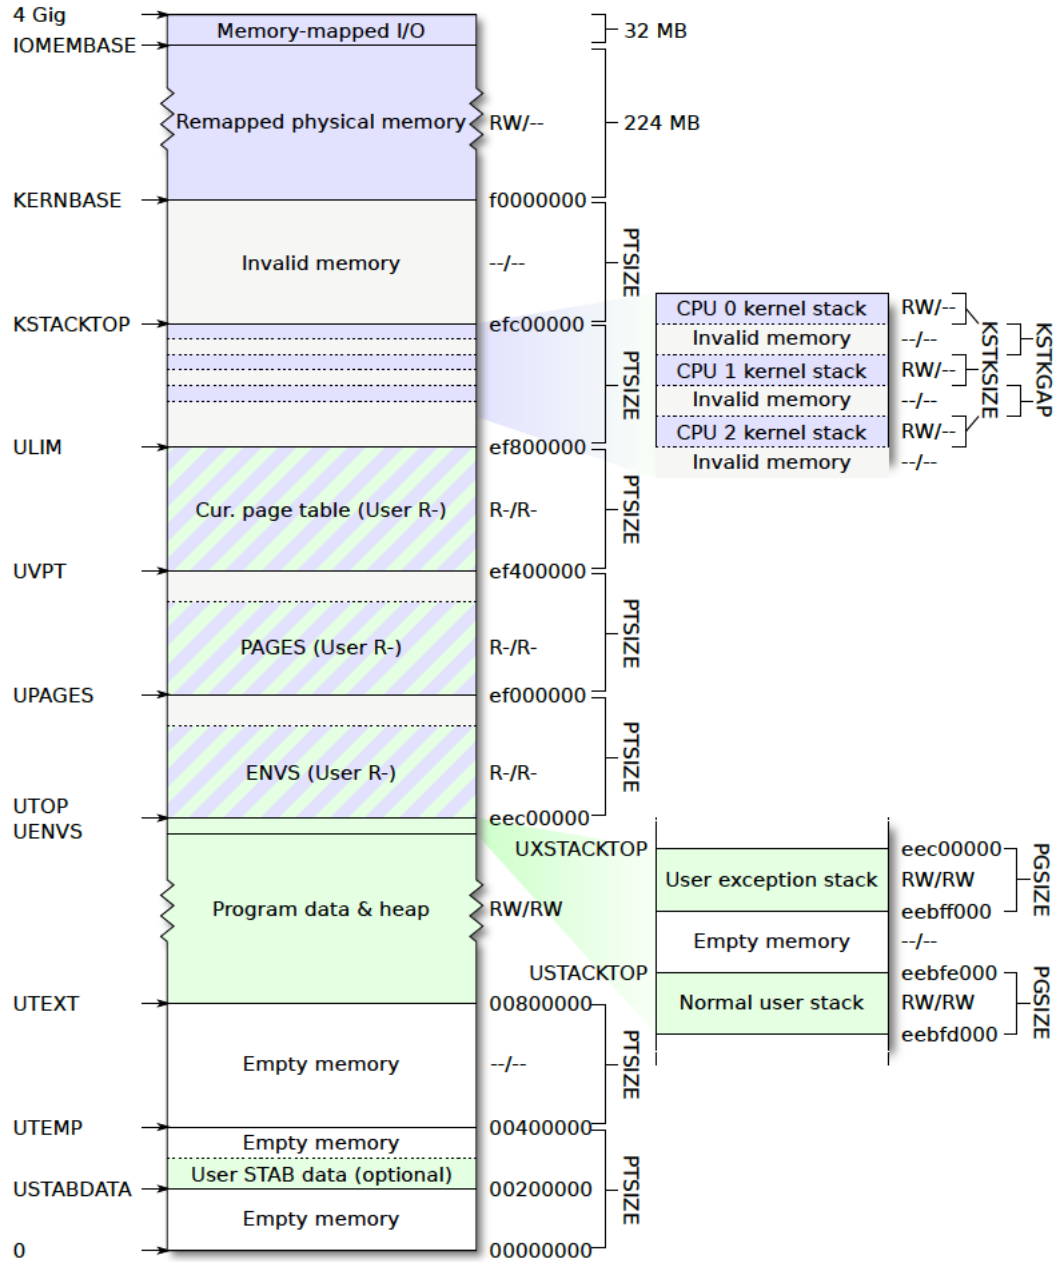 4 Gig
Memory-mapped I/O
32 MB
IOMEMBASE
Remapped physical memory
RW/--
224 MB
KERNBASE
f0000000
Invalid memory
--/--
PTSIZE
KSTACKTOP
efc00000
PTSIZE
CPU 0 kernel stack
RW/--
Invalid memory
--/--
CPU 1 kernel stack
RW/--
Invalid memory
--/--
CPU 2 kernel stack
RW/--
Invalid memory
--/--
KSTKSIZE
KSTKGAP
ULIM
ef800000
Cur. page table (User R-)
R-/R-
PTSIZE
UVPT
ef400000
PAGES (User R-)
R-/R-
PTSIZE
UPAGES
ef000000
ENVS (User R-)
R-/R-
PTSIZE
UTOP
UENVS
eec00000
UXSTACKTOP
eec00000
User exception stack
RW/RW
PGSIZE
eebff000
Empty memory
--/--
USTACKTOP
eebfe000
Normal user stack
RW/RW
PGSIZE
eebfd000
Program data & heap
RW/RW
UTEXT
00800000
Empty memory
--/--
PTSIZE
UTEMP
00400000
Empty memory
User STAB data (optional)
PTSIZE
USTABDATA
00200000
Empty memory
0
00000000